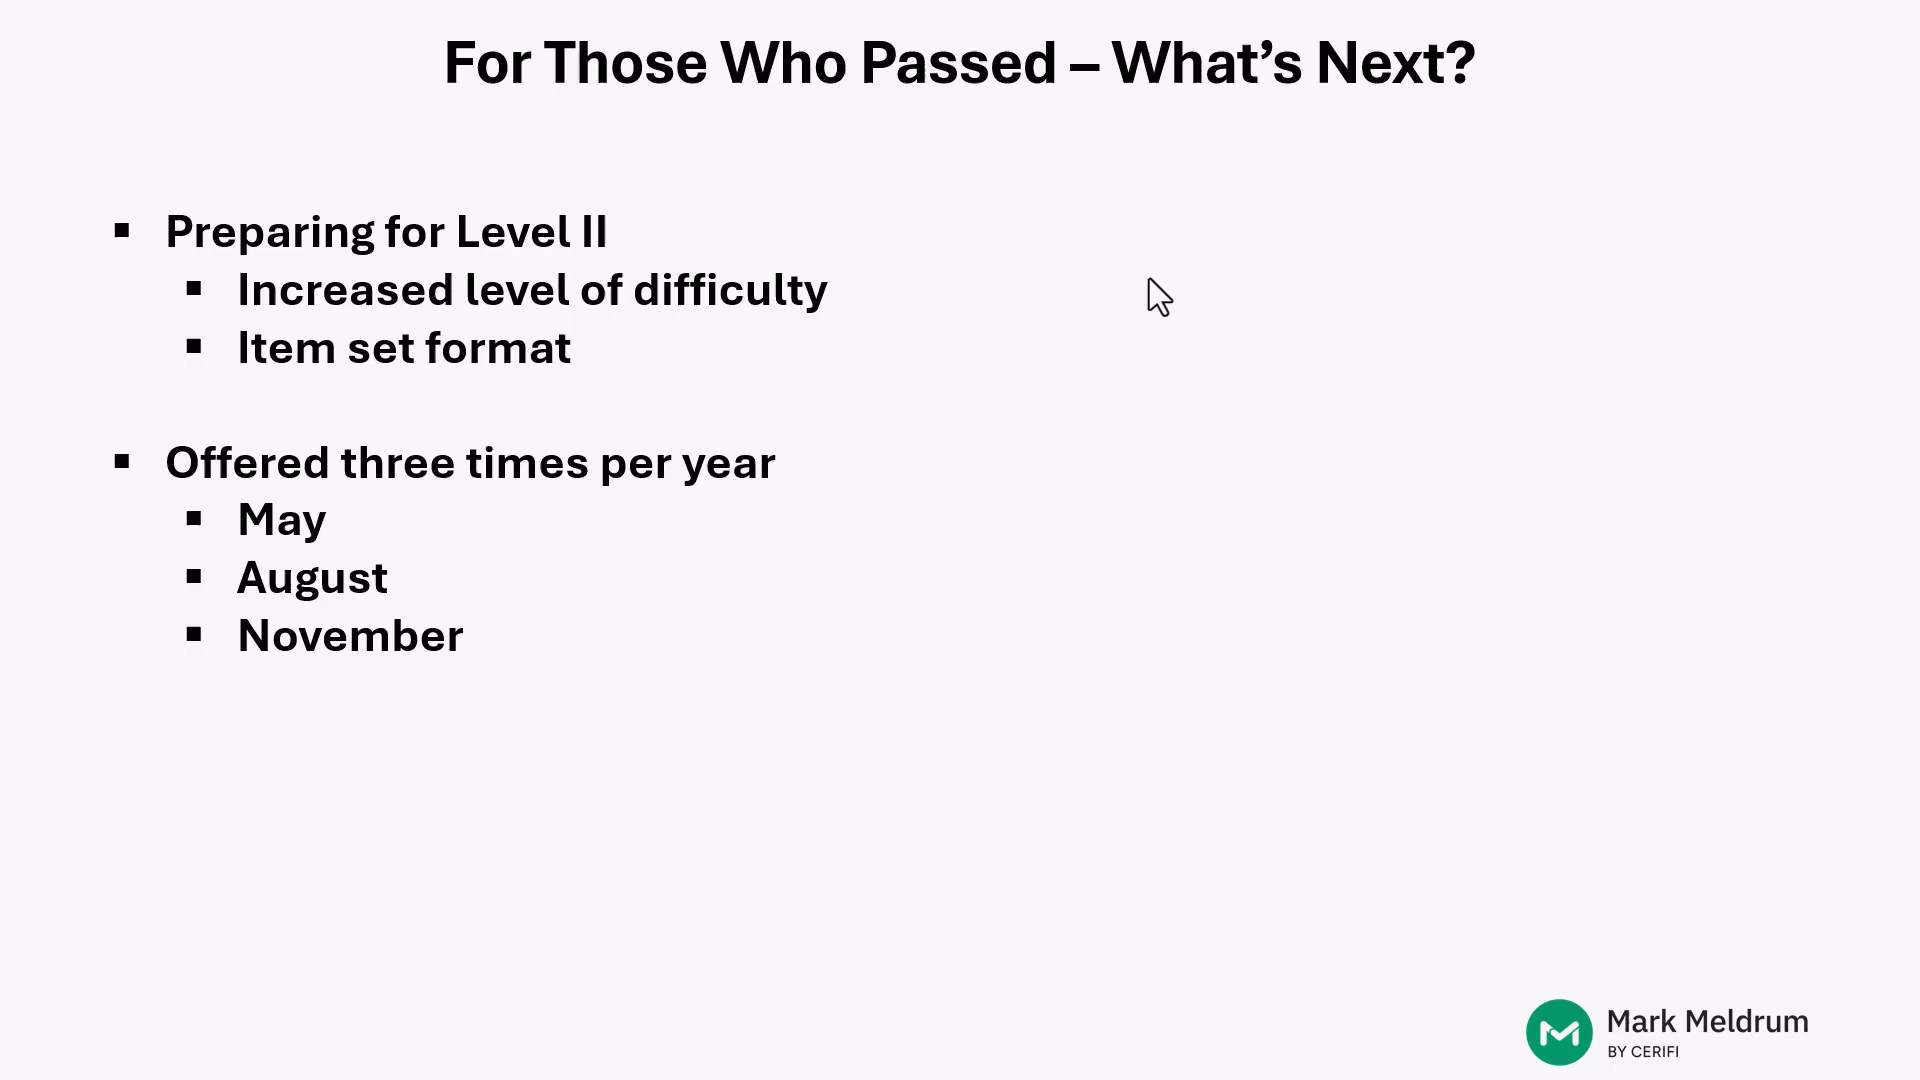 For Those Who Passed – What’s Next?
▪ Preparing for Level II
▪ Increased level of difficulty
▪ Item set format
▪ Offered three times per year
▪ May
▪ August
▪ November
Mark Meldrum
BY CERIFI